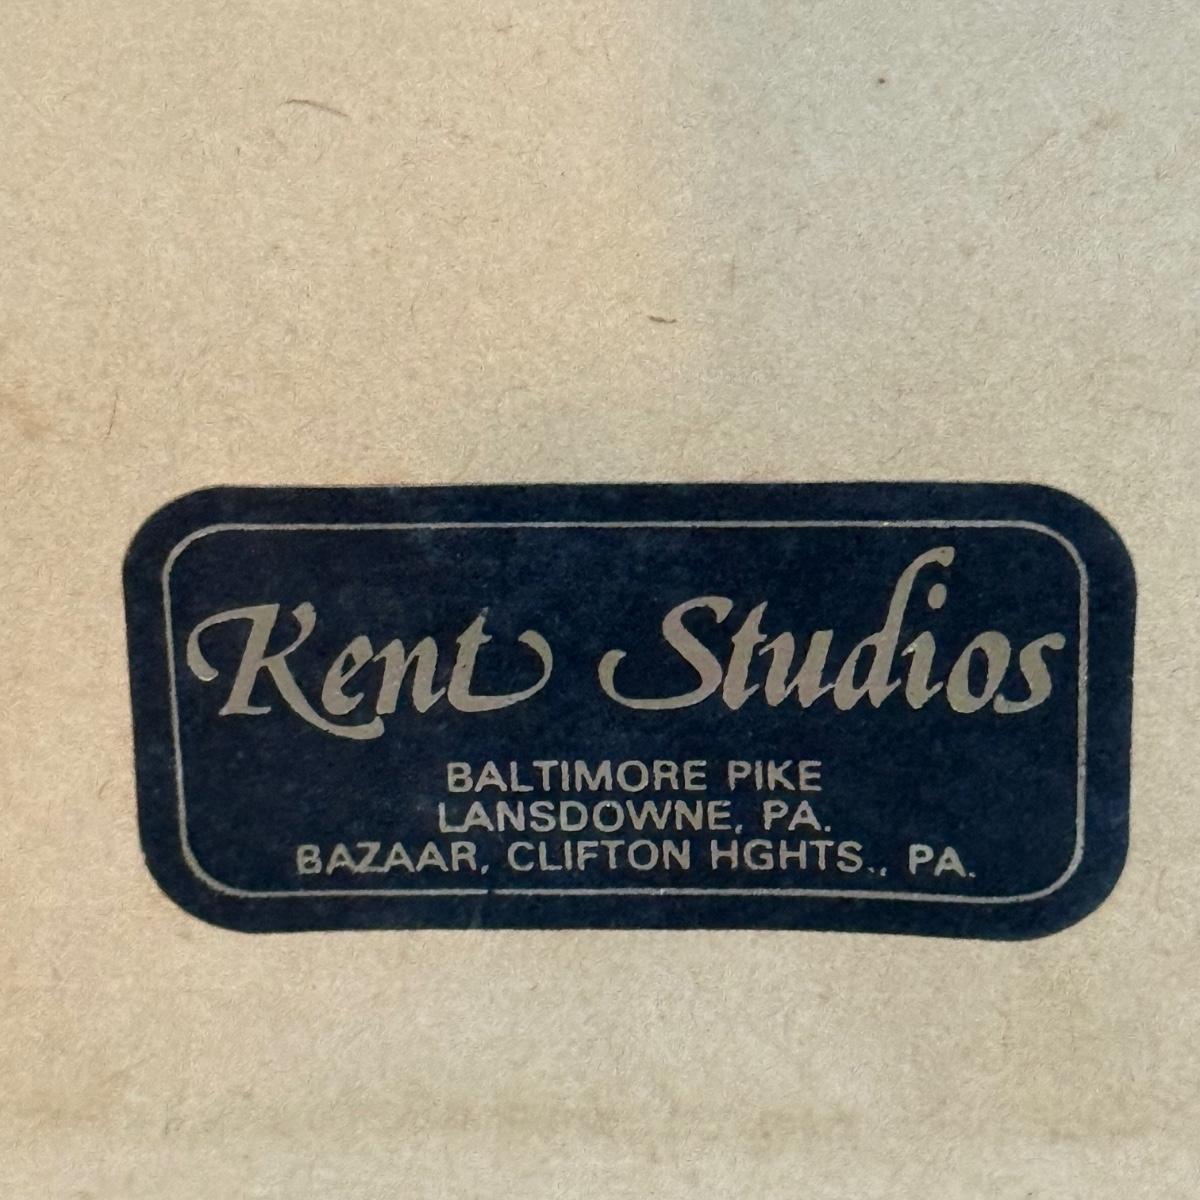 Kent Studios
BALTIMORE PIKE
LANSDOWNE, PA.
BAZAAR, CLIFTON HGHTS., PA.